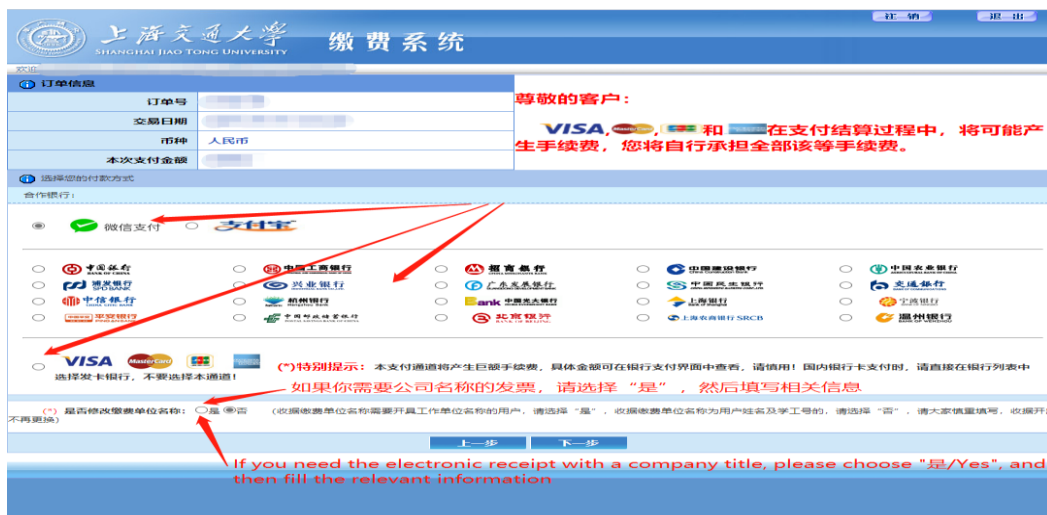 注 销
退 出
上海交通大学
SHANGHAI JIAO TONG UNIVERSITY
缴费系统
欢迎
订单信息
订单号
交易日期
币种 人民币
本次支付金额
尊敬的客户：
VISA, MasterCard, JCB 和 在支付结算过程中，将可能产
生手续费，您将自行承担全部该等手续费。
选择您的付款方式
合作银行：
微信支付 支付宝
中国银行 中国工商银行 招商银行 中国建设银行 中国农业银行
BANK OF CHINA
浦发银行 兴业银行 广东发展银行 中国民生银行 交通银行
SPD BANK
中信银行 杭州银行 Bank 中国光大银行 上海银行 宁波银行
平安银行 中国邮政储蓄银行 北京银行 上海农商银行 SRCB 温州银行
BANK OF BEIJING BANK OF WENZHOU
VISA MasterCard JCB
(*)特别提示：本支付通道将产生巨额手续费，具体金额可在银行支付界面中查看，请慎用！国内银行卡支付时，请直接在银行列表中
选择发卡银行，不要选择本通道！
如果你需要公司名称的发票，请选择“是”，然后填写相关信息
(*) 是否修改缴费单位名称： 是 否 （收据缴费单位名称需要开具工作单位名称的用户，请选择“是”，收据缴费单位名称为用户姓名及学工号的，请选择“否”，请大家慎重填写，收据开
不再更换）
上一步 下一步
If you need the electronic receipt with a company title, please choose "是/Yes", and
then fill the relevant information